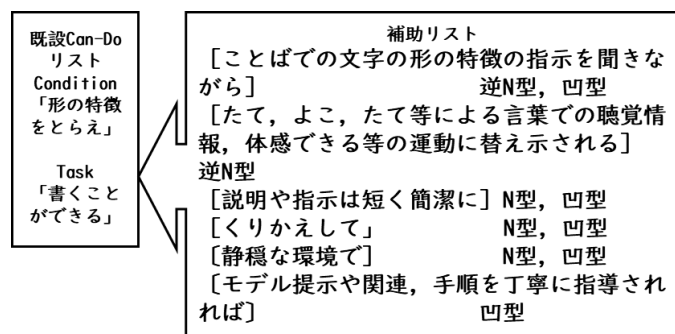 既設Can-Do
リスト
Condition
「形の特徴
をとらえ」
Task
「書くこと
ができる」
補助リスト
［ことばでの文字の形の特徴の指示を聞きな
がら］ 逆N型，凹型
［たて，よこ，たて等による言葉での聴覚情
報，体感できる等の運動に替え示される］
逆N型
［説明や指示は短く簡潔に］N型，凹型
［くりかえして」 N型，凹型
［静穏な環境で］ N型，凹型
［モデル提示や関連，手順を丁寧に指導され
れば］ 凹型